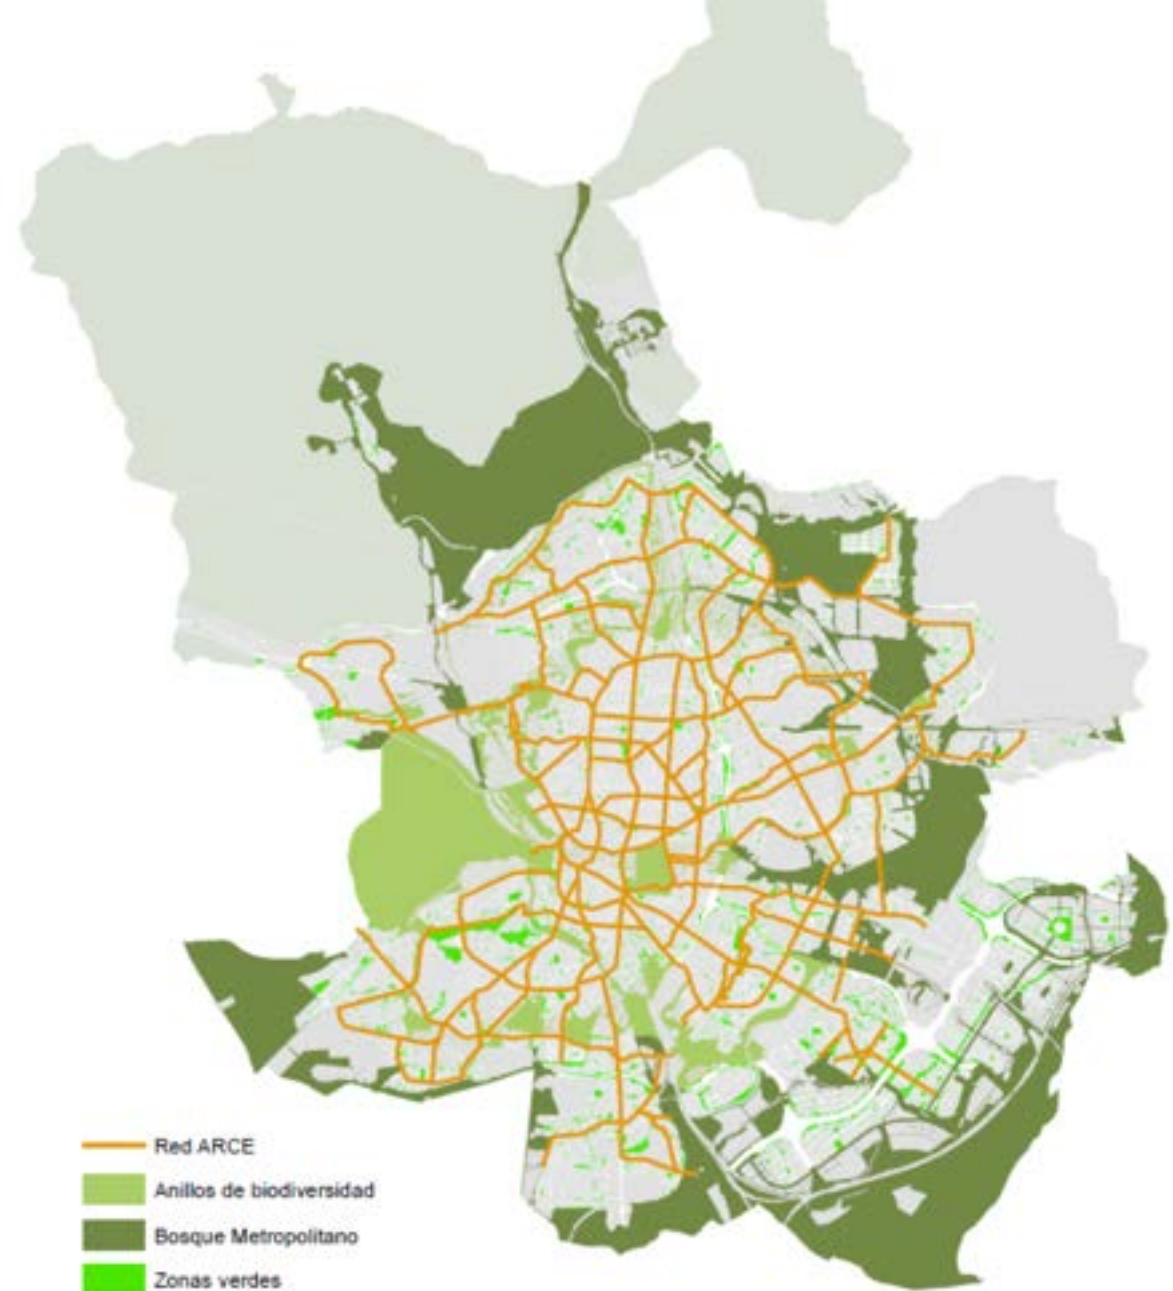 Red ARCE
Anillos de biodiversidad
Bosque Metropolitano
Zonas verdes